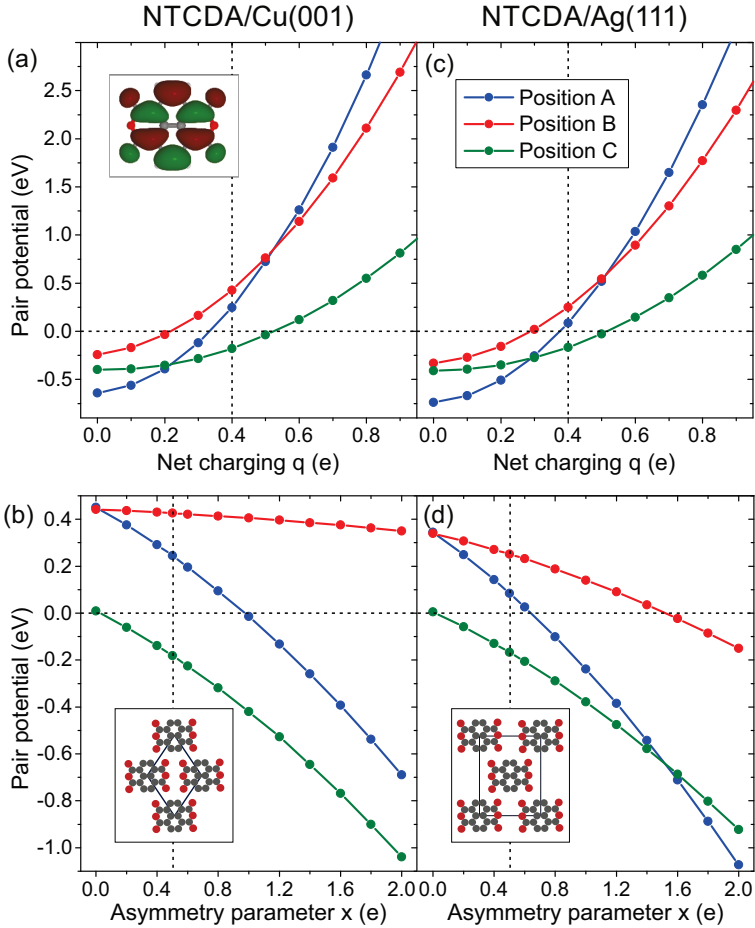 NTCDA/Cu(001)
NTCDA/Ag(111)
(a)
2.5
2.0
1.5
1.0
0.5
0.0
-0.5
Pair potential (eV)
0.0 0.2 0.4 0.6 0.8
Net charging q (e)
(c)
Position A
Position B
Position C
0.0 0.2 0.4 0.6 0.8
Net charging q (e)
(b)
0.4
0.2
0.0
-0.2
-0.4
-0.6
-0.8
-1.0
Pair potential (eV)
0.0 0.4 0.8 1.2 1.6 2.0
Asymmetry parameter x (e)
(d)
0.0 0.4 0.8 1.2 1.6 2.0
Asymmetry parameter x (e)